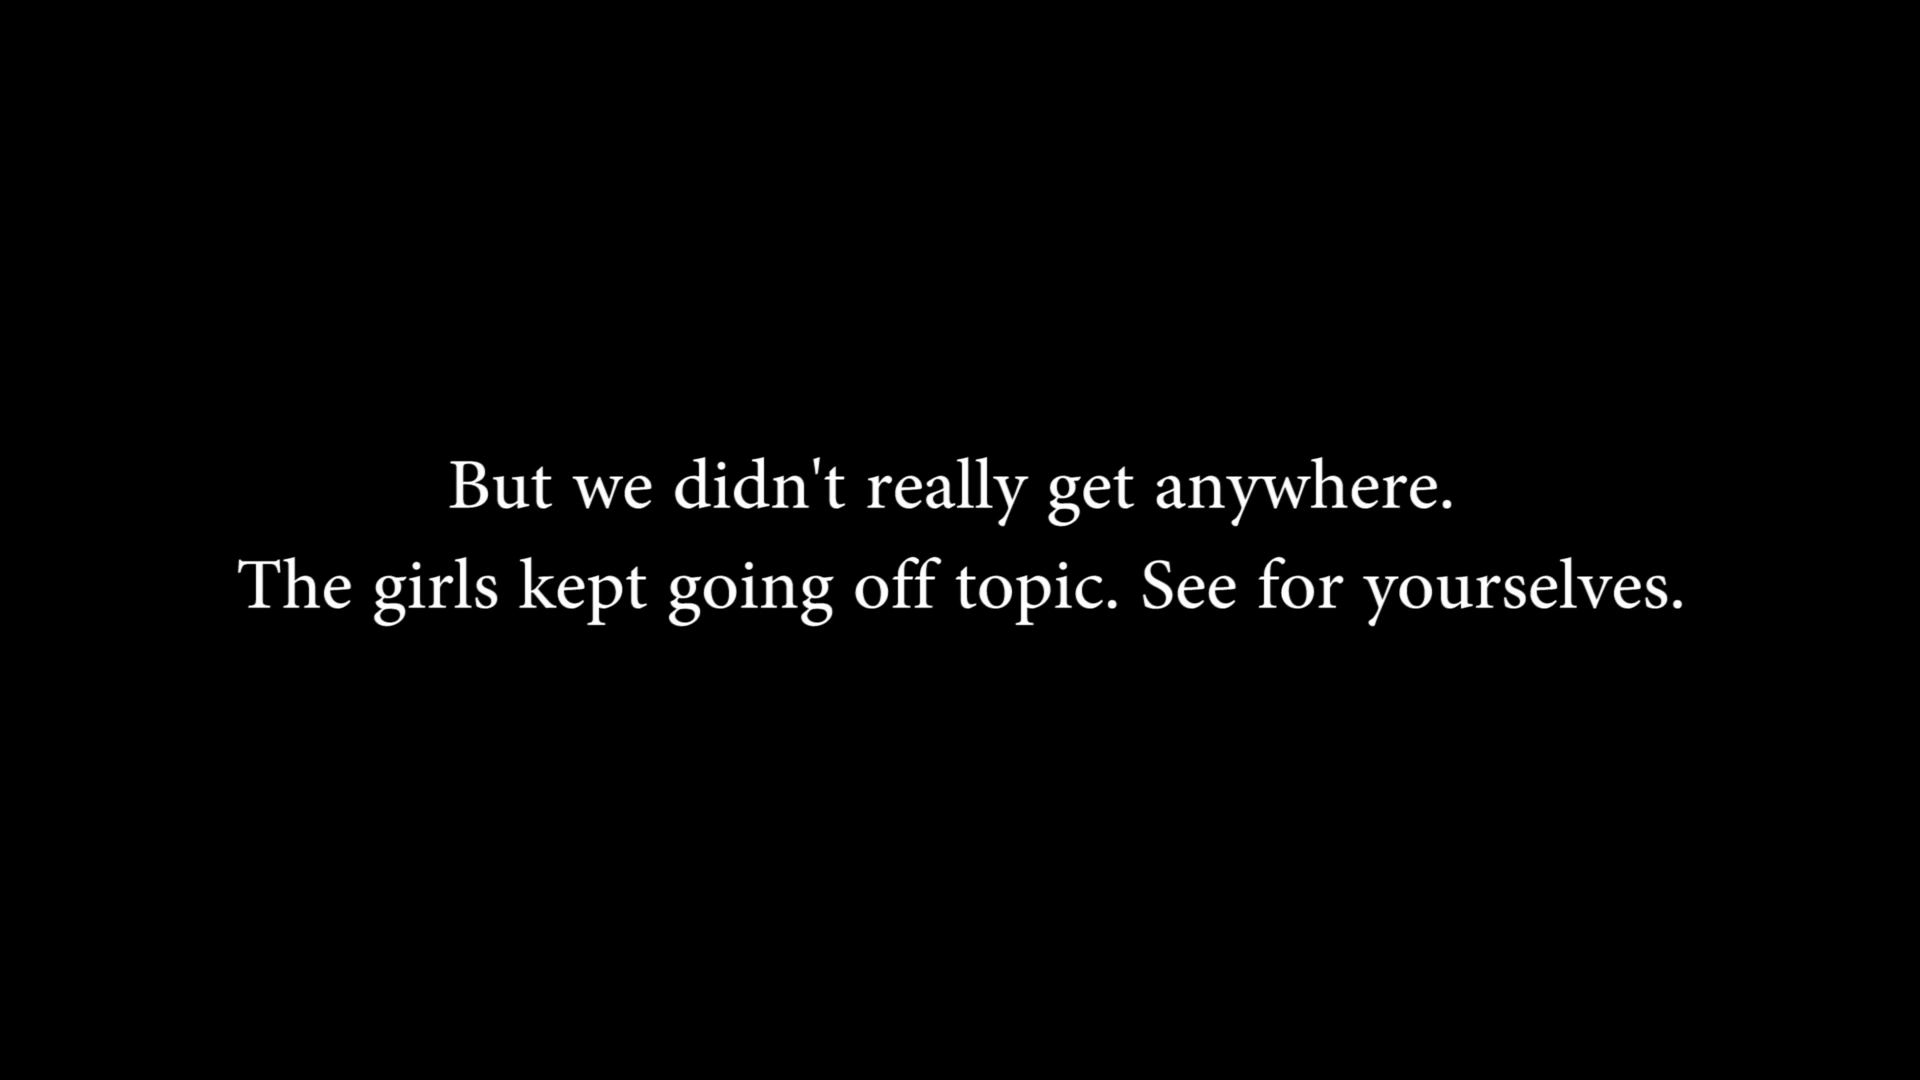 But we didn't really get anywhere.
The girls kept going off topic. See for yourselves.